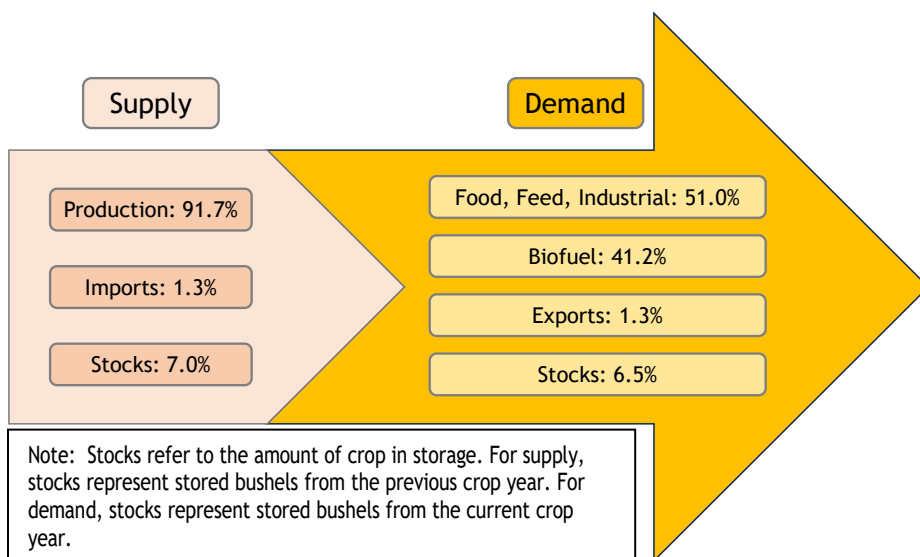 Supply
Demand
Production: 91.7%
Imports: 1.3%
Stocks: 7.0%
Food, Feed, Industrial: 51.0%
Biofuel: 41.2%
Exports: 1.3%
Stocks: 6.5%
Note:  Stocks refer to the amount of crop in storage. For supply,
stocks represent stored bushels from the previous crop year. For
demand, stocks represent stored bushels from the current crop
year.